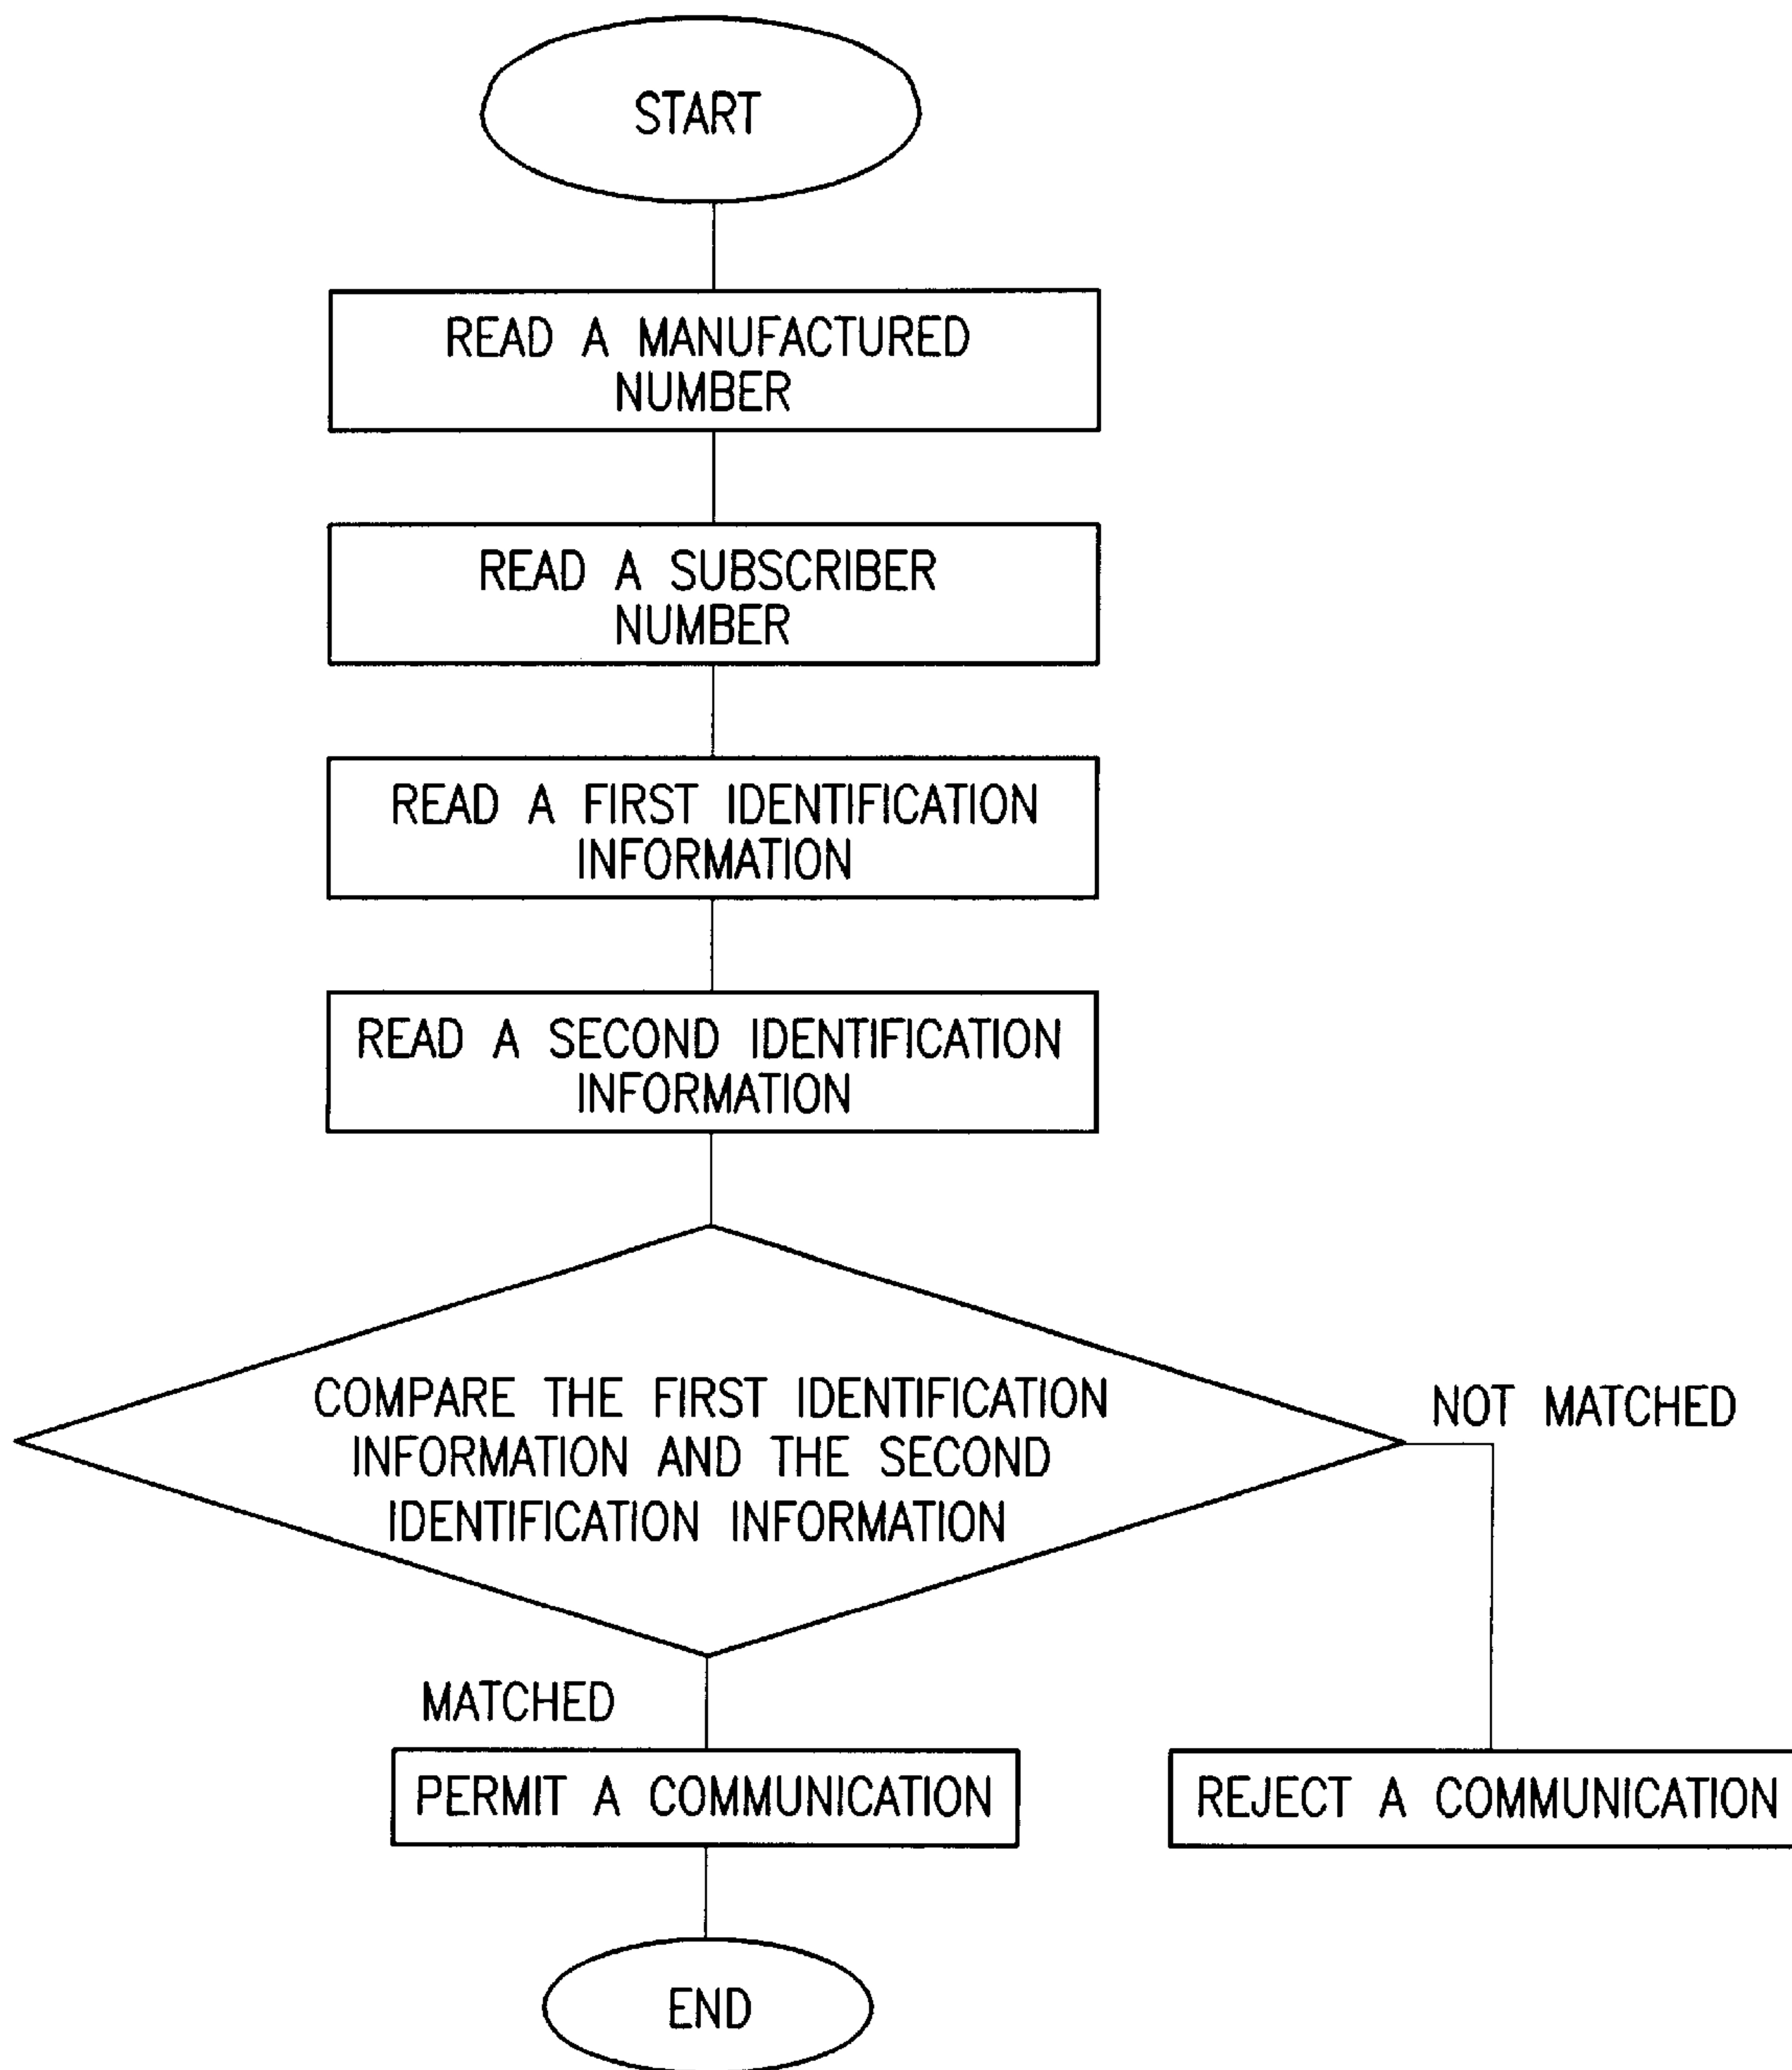 START
READ A MANUFACTURED
NUMBER
READ A SUBSCRIBER
NUMBER
READ A FIRST IDENTIFICATION
INFORMATION
READ A SECOND IDENTIFICATION
INFORMATION
COMPARE THE FIRST IDENTIFICATION
INFORMATION AND THE SECOND
IDENTIFICATION INFORMATION
NOT MATCHED
MATCHED
PERMIT A COMMUNICATION
REJECT A COMMUNICATION
END